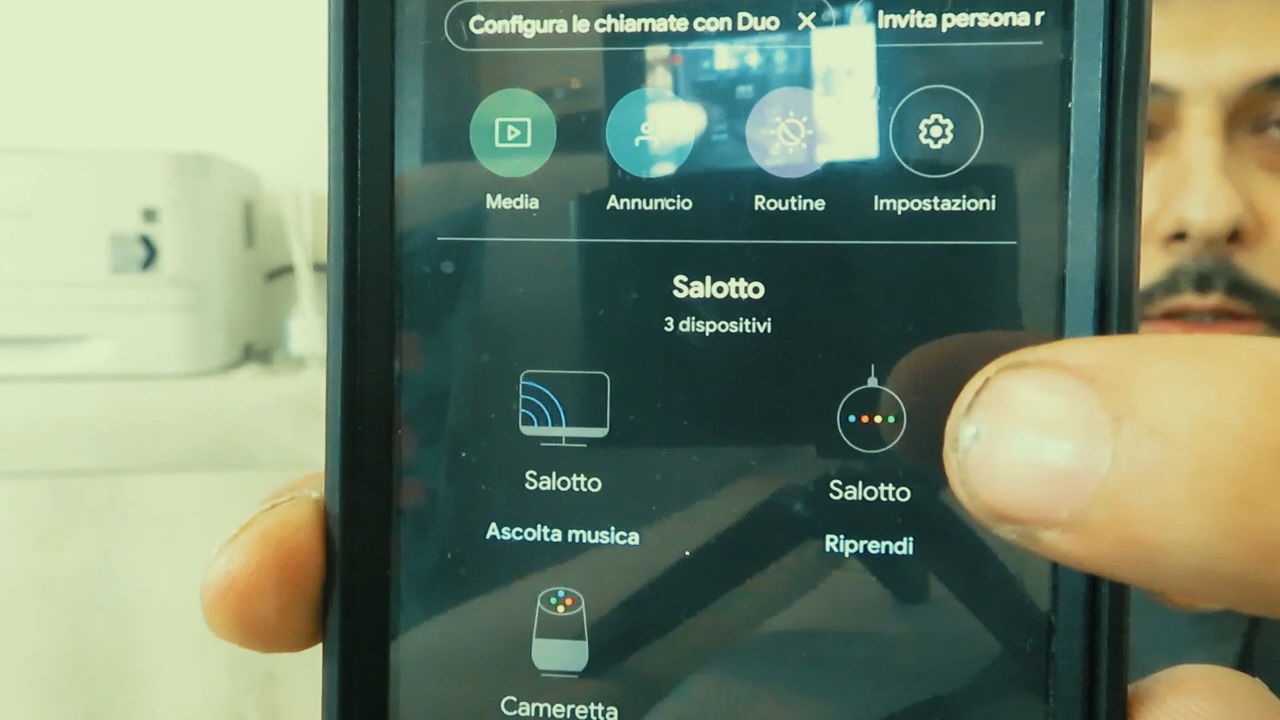 Configura le chiamate con Duo
Invita persona r
Media
Annuncio
Routine
Impostazioni
Salotto
3 dispositivi
Salotto
Salotto
Ascolta musica
Riprendi
Cameretta